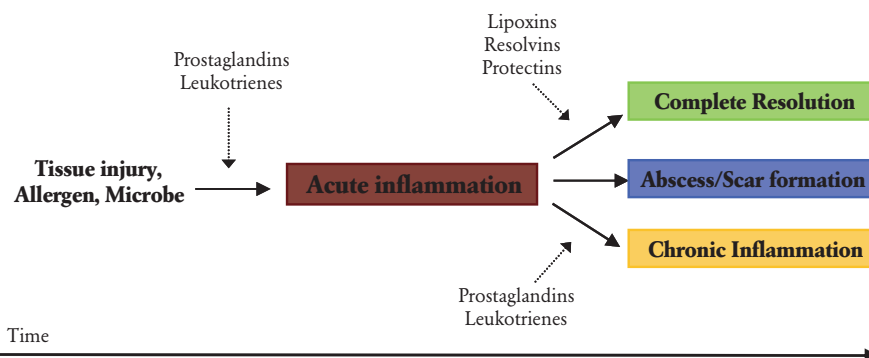 Lipoxins
Resolvins
Protectins
Prostaglandins
Leukotrienes
Complete Resolution
Tissue injury,
Allergen, Microbe
Acute inflammation
Abscess/Scar formation
Chronic Inflammation
Prostaglandins
Leukotrienes
Time